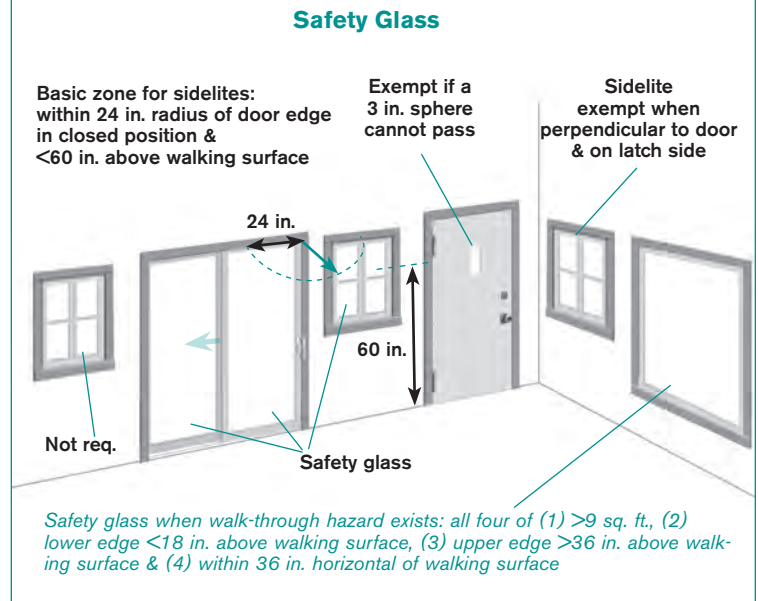 Safety Glass
Basic zone for sidelites:
within 24 in. radius of door edge
in closed position &
<60 in. above walking surface
Exempt if a
3 in. sphere
cannot pass
Sidelite
exempt when
perpendicular to door
& on latch side
24 in.
60 in.
Not req.
Safety glass
Safety glass when walk-through hazard exists: all four of (1) >9 sq. ft., (2)
lower edge <18 in. above walking surface, (3) upper edge >36 in. above walk-
ing surface & (4) within 36 in. horizontal of walking surface